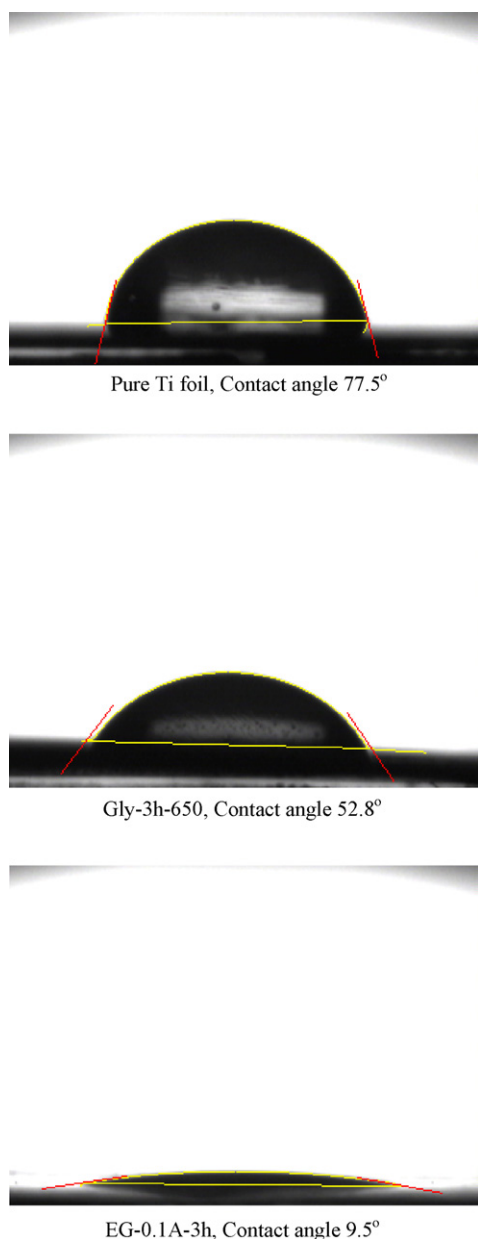 Pure Ti foil, Contact angle 77.5°
Gly-3h-650, Contact angle 52.8°
EG-0.1A-3h, Contact angle 9.5°